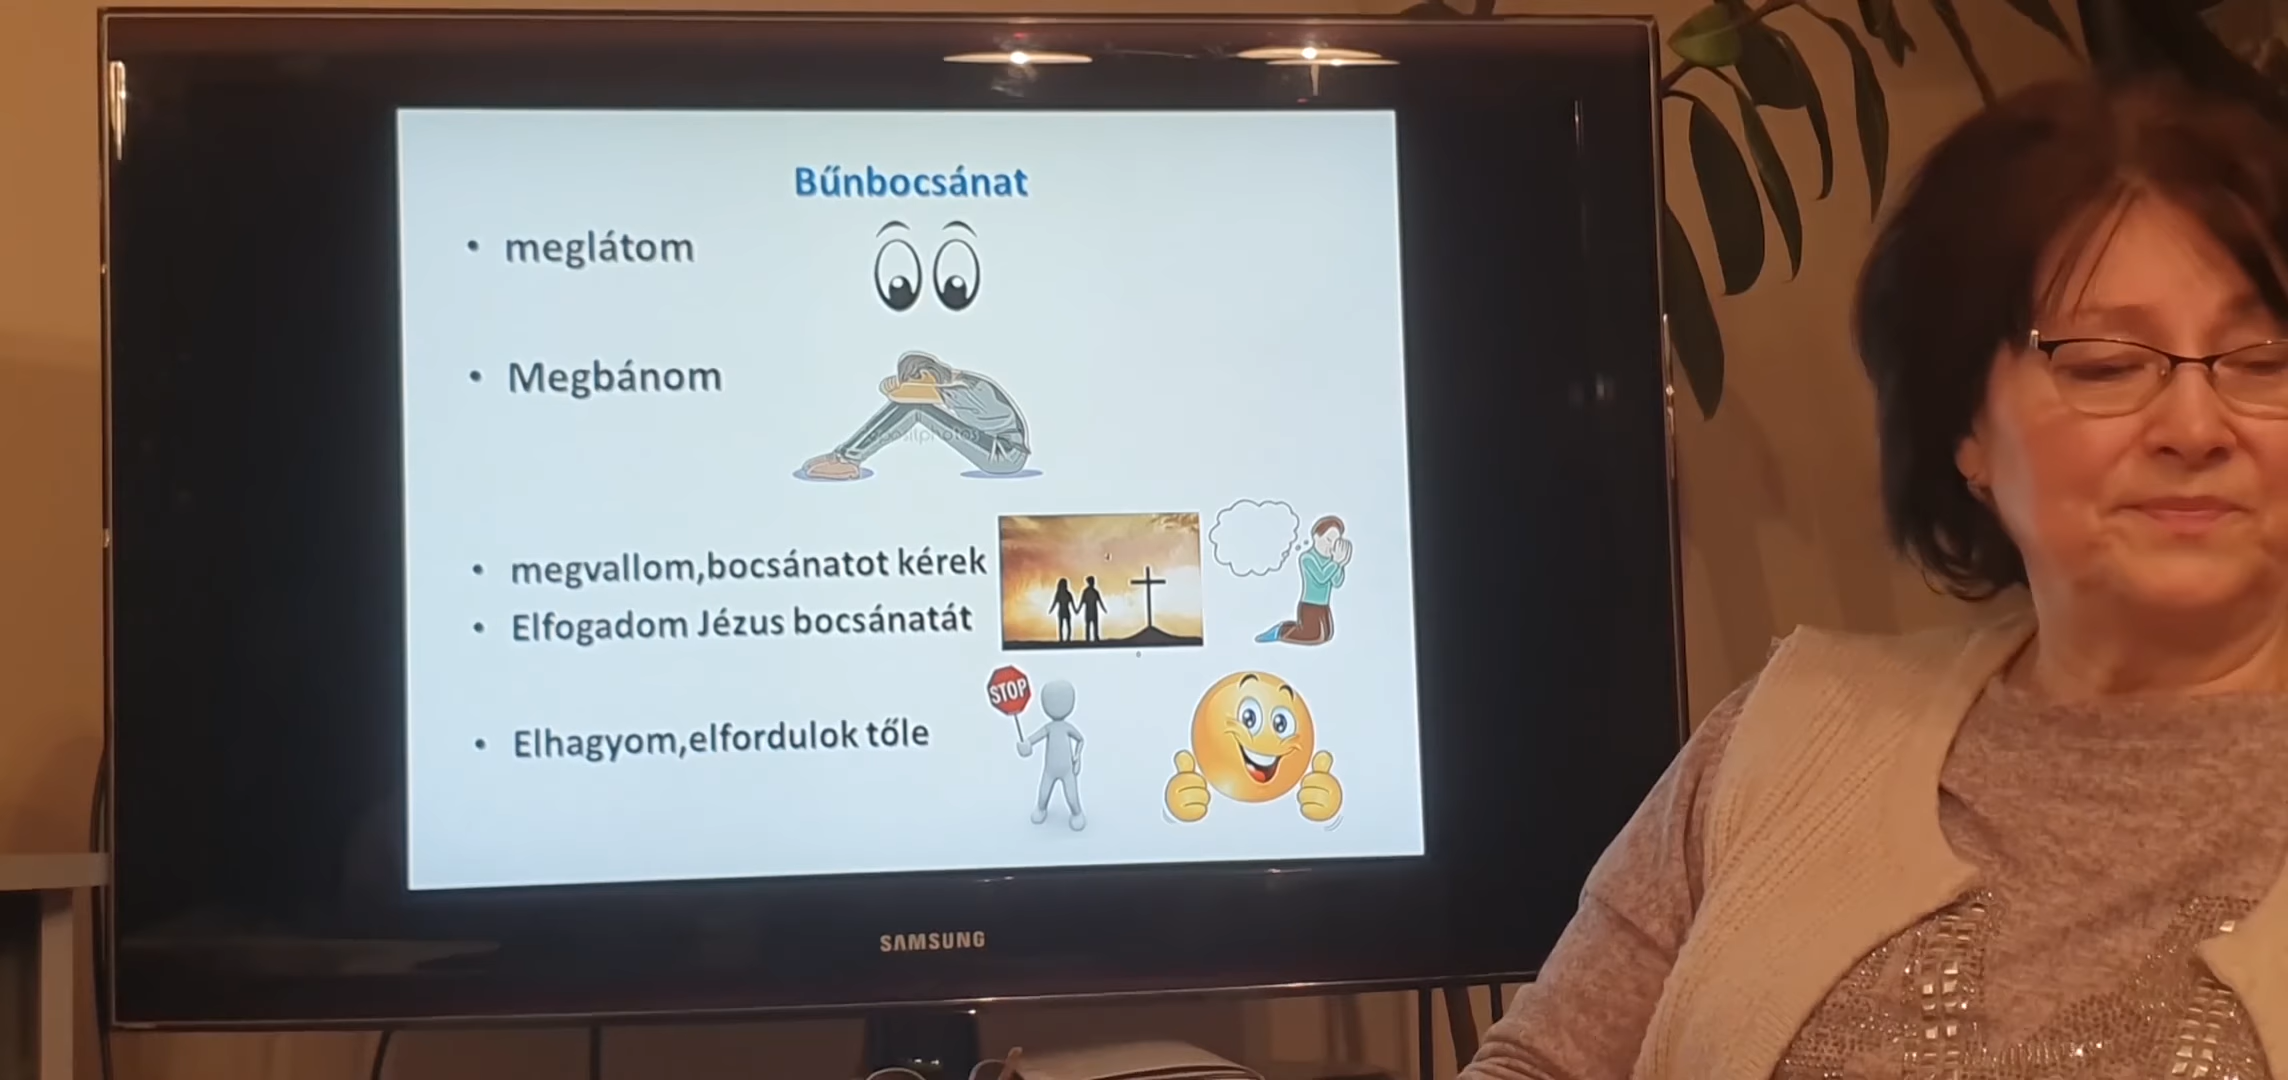 Bűnbocsánat
• meglátom
• Megbánom
• megvallom,bocsánatot kérek
• Elfogadom Jézus bocsánatát
STOP
• Elhagyom,elfordulok tőle
SAMSUNG